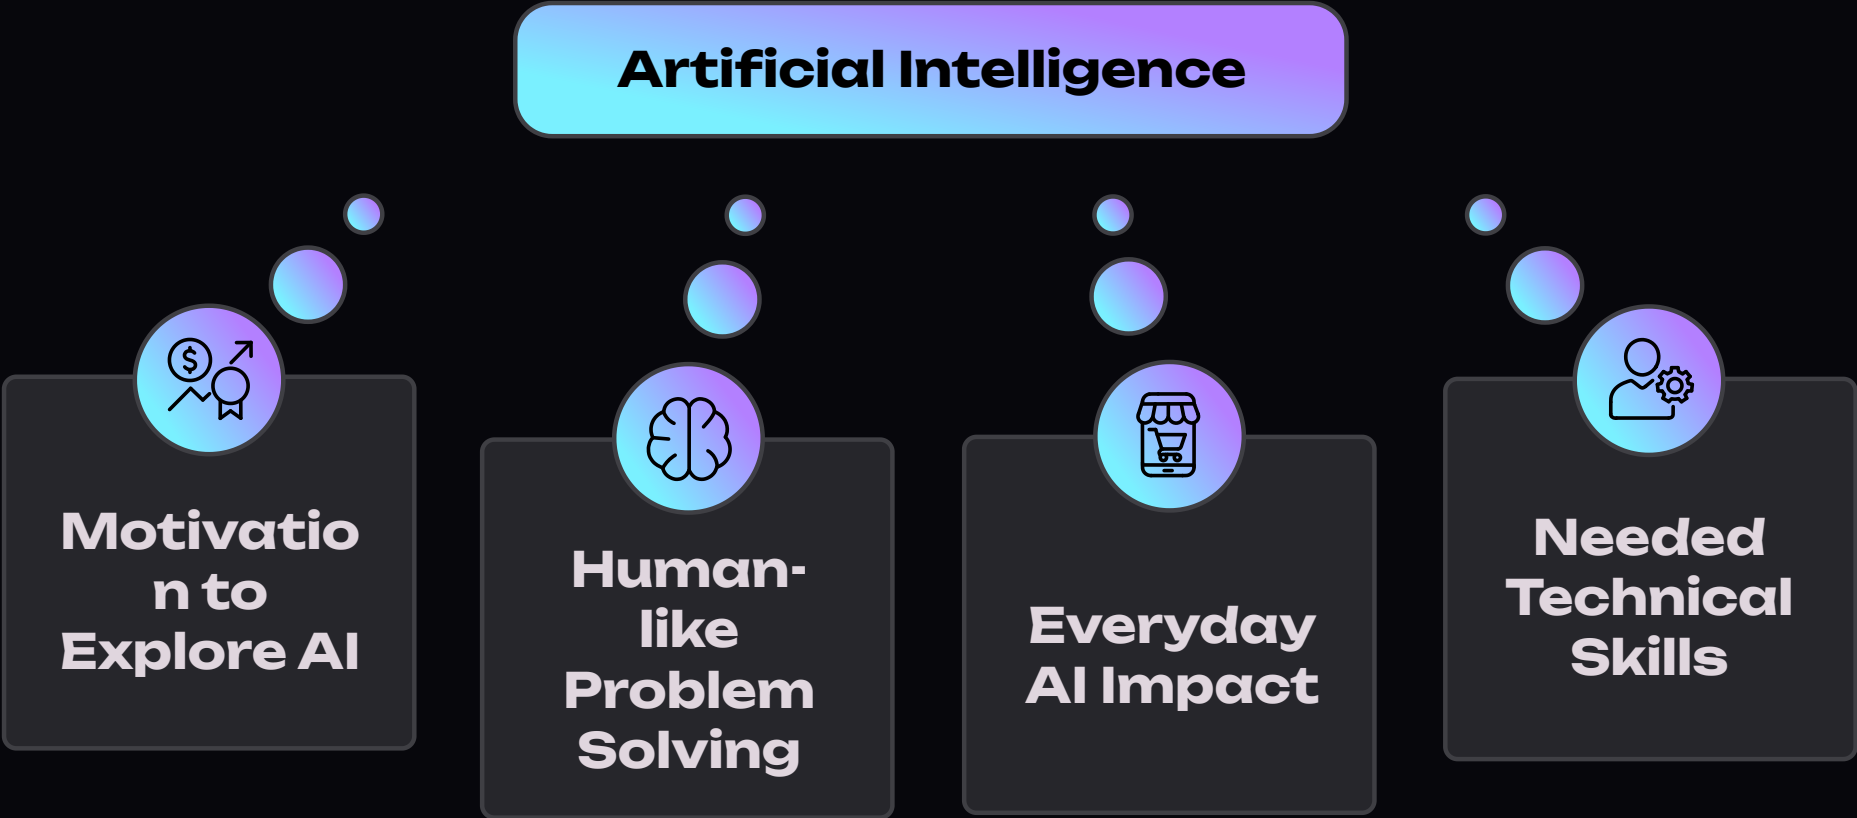 Artificial Intelligence
Motivatio
n to
Explore AI
Human-
like
Problem
Solving
Everyday
AI Impact
Needed
Technical
Skills
$